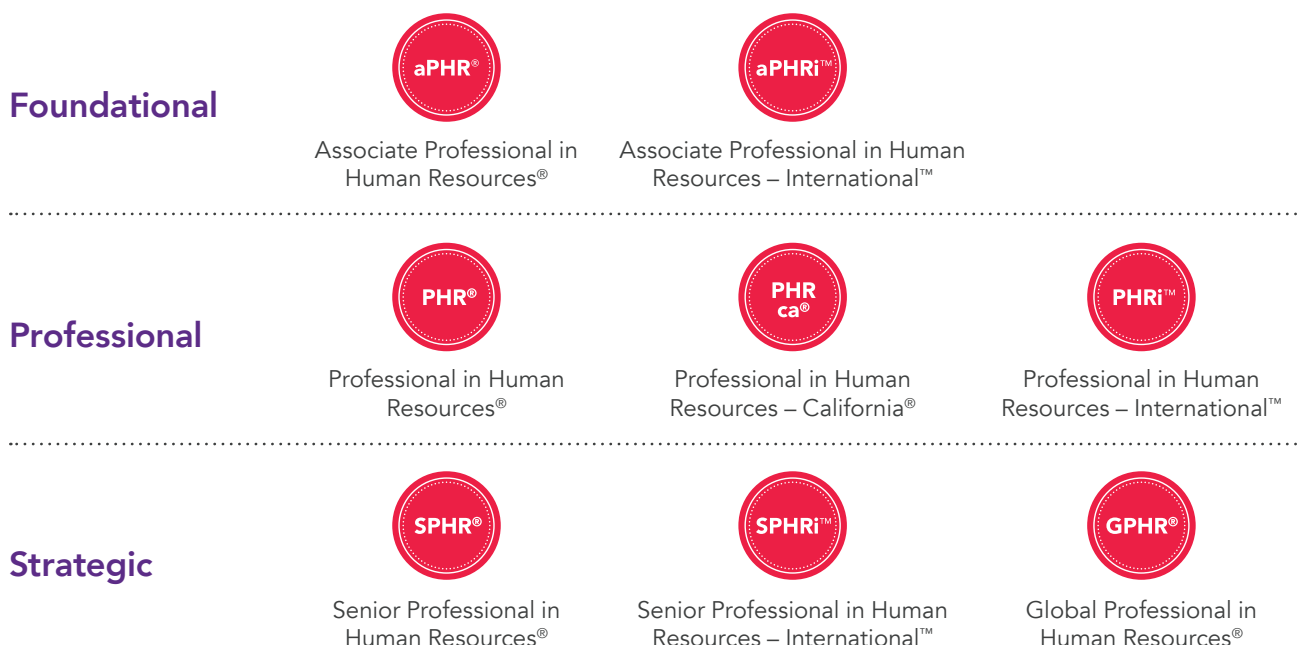 Foundational
aPHR®
Associate Professional in
Human Resources®
aPHRi™
Associate Professional in Human
Resources – International™
Professional
PHR®
Professional in Human
Resources®
PHR
ca®
Professional in Human
Resources – California®
PHRi™
Professional in Human
Resources – International™
Strategic
SPHR®
Senior Professional in
Human Resources®
SPHRi™
Senior Professional in Human
Resources – International™
GPHR®
Global Professional in
Human Resources®